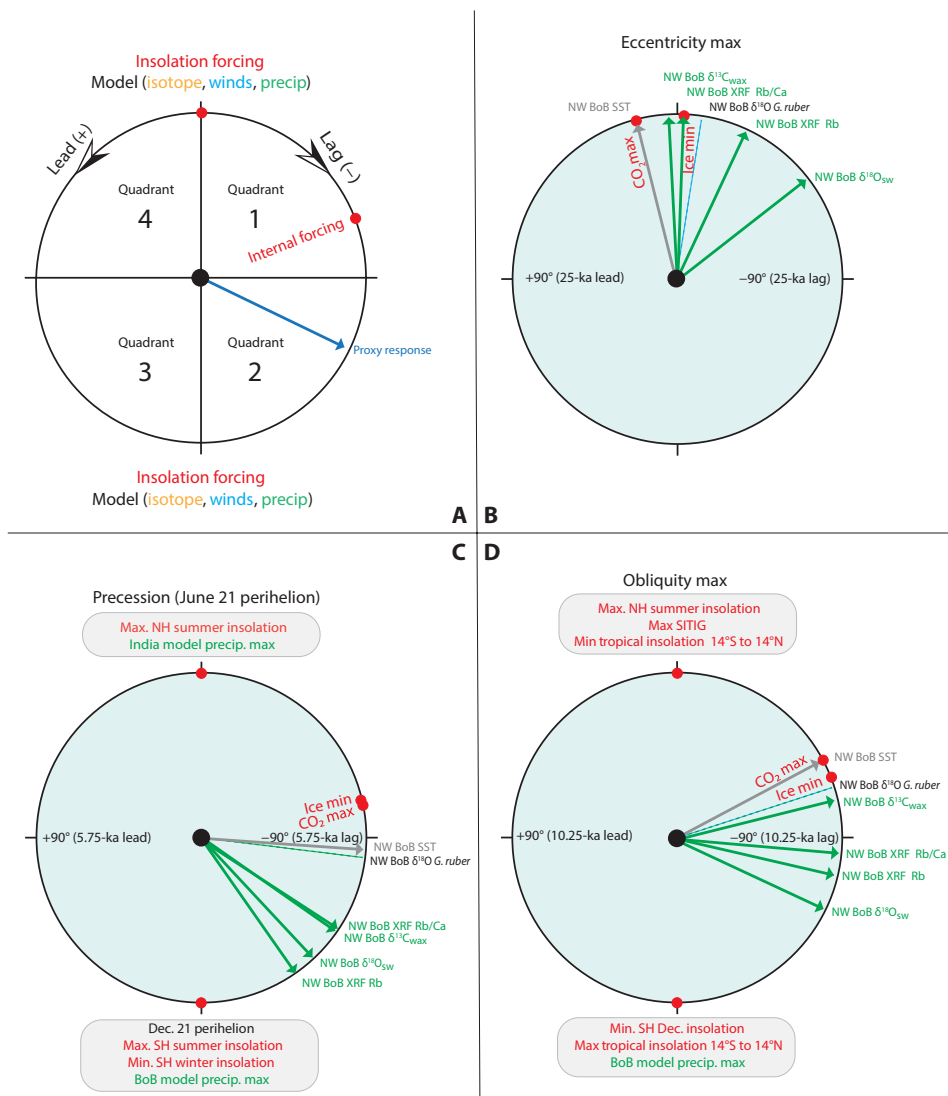 Insolation forcing
Model (isotope, winds, precip)
Lead (+)
Lag (−)
Quadrant
4
Quadrant
1
Internal forcing
Quadrant
3
Quadrant
2
Proxy response
Insolation forcing
Model (isotope, winds, precip)
A
B
Eccentricity max
NW BoB δ¹³Cwax
NW BoB SST
NW BoB XRF Rb/Ca
NW BoB δ¹⁸O G. ruber
NW BoB XRF Rb
CO₂ max
Ice min
NW BoB δ¹⁸Osw
+90° (25-ka lead)
−90° (25-ka lag)
C
D
Precession (June 21 perihelion)
Max. NH summer insolation
India model precip. max
Ice min
CO₂ max
+90° (5.75-ka lead)
−90° (5.75-ka lag)
NW BoB SST
NW BoB δ¹⁸O G. ruber
NW BoB XRF Rb/Ca
NW BoB δ¹³Cwax
NW BoB δ¹⁸Osw
NW BoB XRF Rb
Dec. 21 perihelion
Max. SH summer insolation
Min. SH winter insolation
BoB model precip. max
Obliquity max
Max. NH summer insolation
Max SITIG
Min tropical insolation 14°S to 14°N
NW BoB SST
CO₂ max
Ice min
NW BoB δ¹⁸O G. ruber
NW BoB δ¹³Cwax
+90° (10.25-ka lead)
−90° (10.25-ka lag)
NW BoB XRF Rb/Ca
NW BoB XRF Rb
NW BoB δ¹⁸Osw
Min. SH Dec. insolation
Max tropical insolation 14°S to 14°N
BoB model precip. max